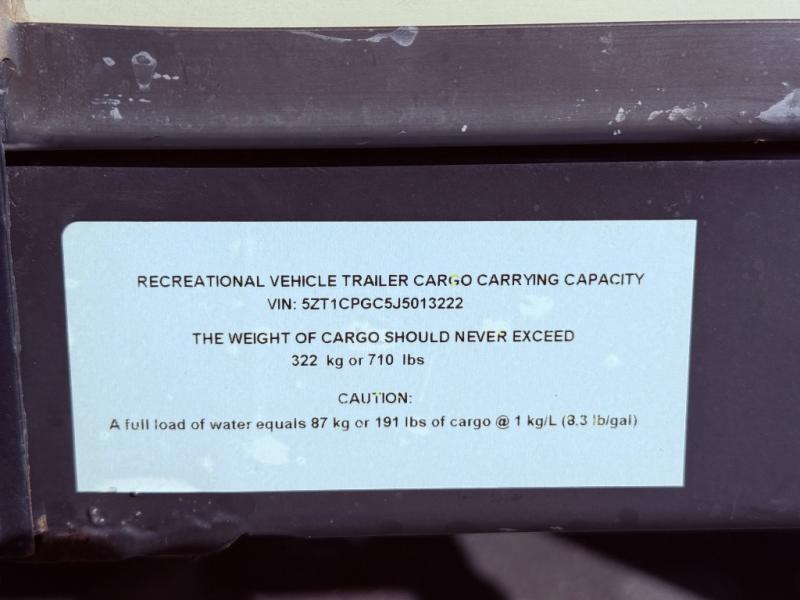 RECREATIONAL VEHICLE TRAILER CARGO CARRYING CAPACITY
VIN: 5ZT1CPGC5J5013222
THE WEIGHT OF CARGO SHOULD NEVER EXCEED
322 kg or 710 lbs
CAUTION:
A full load of water equals 87 kg or 191 lbs of cargo @ 1 kg/L (8.3 lb/gal)